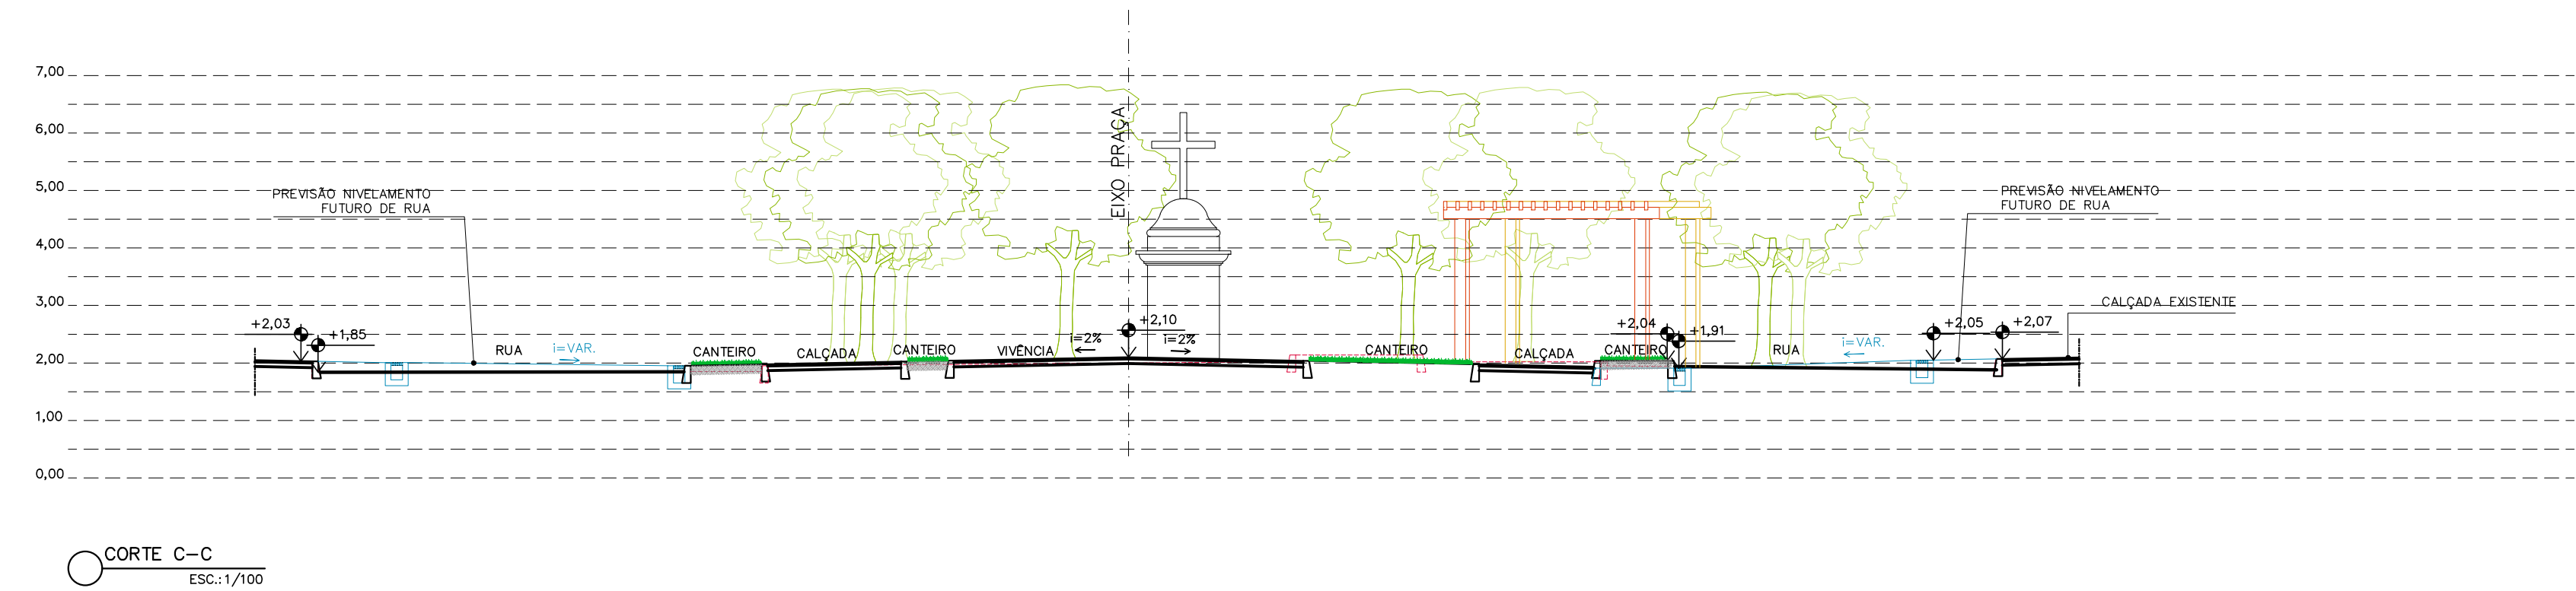 7,00
6,00
5,00
4,00
3,00
2,00
1,00
0,00
EIXO PRAÇA
PREVISÃO NIVELAMENTO
FUTURO DE RUA
PREVISÃO NIVELAMENTO
FUTURO DE RUA
CALÇADA EXISTENTE
+2,03
+1,85
+2,10
+2,04
+1,91
+2,05
+2,07
RUA
i=VAR.
CANTEIRO
CALÇADA
CANTEIRO
VIVÊNCIA
i=2%
i=2%
CANTEIRO
CALÇADA
CANTEIRO
RUA
i=VAR.
CORTE C-C
ESC.:1/100